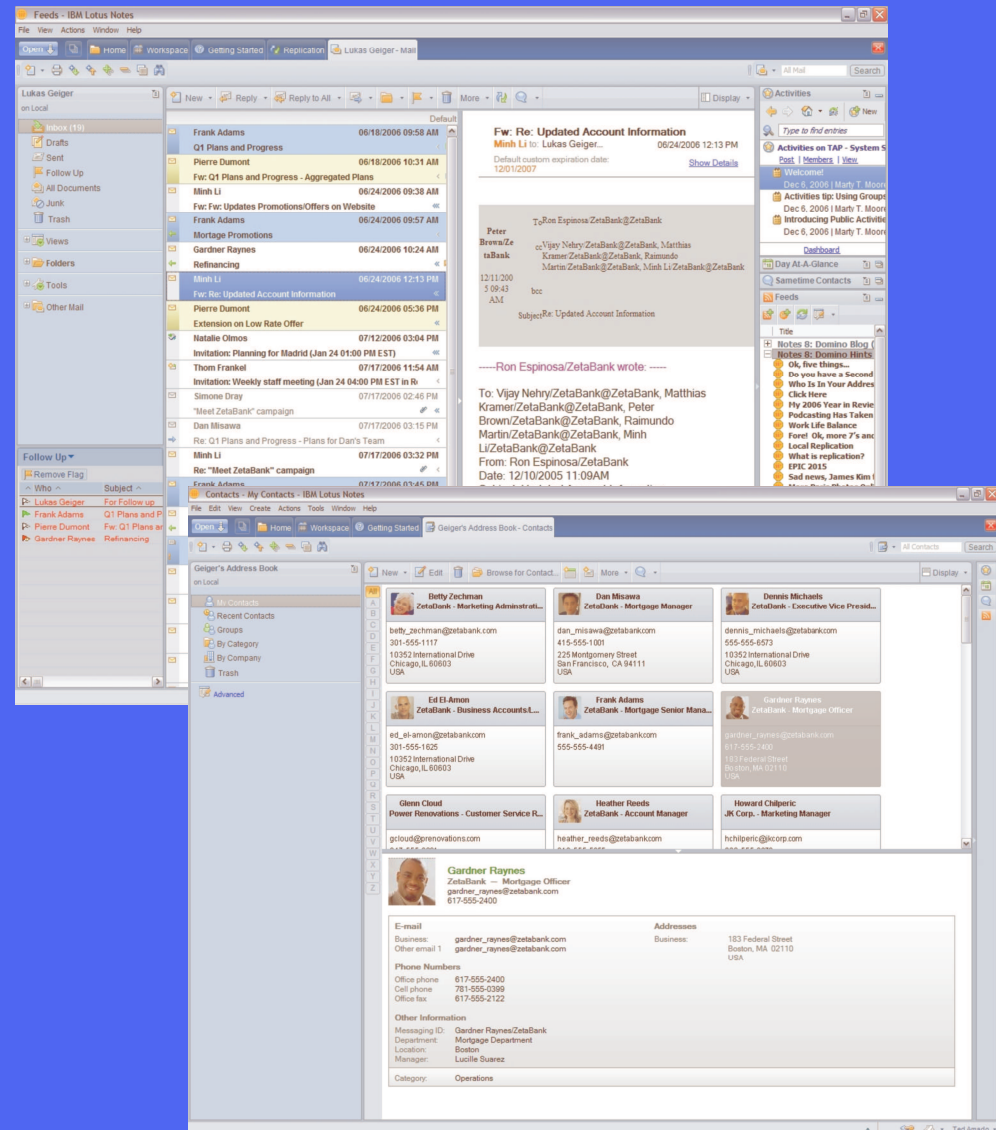 Feeds - IBM Lotus Notes
File View Actions Window Help
Open Home Workspace Getting Started Replication Lukas Geiger - Mail
All Mail Search
Lukas Geiger
on Local
Inbox (19)
Drafts
Sent
Follow Up
All Documents
Junk
Trash
Views
Folders
Tools
Other Mail
Follow Up
Remove Flag
Who Subject
Lukas Geiger For Follow up
Frank Adams Q1 Plans and P
Pierre Dumont Fw: Q1 Plans ar
Gardner Raynes Refinancing
New Reply Reply to All More Display
Default
Frank Adams 06/18/2006 09:58 AM
Q1 Plans and Progress
Pierre Dumont 06/18/2006 10:31 AM
Fw: Q1 Plans and Progress - Aggregated Plans
Minh Li 06/24/2006 09:38 AM
Fw: Fw: Updates Promotions/Offers on Website
Frank Adams 06/24/2006 09:57 AM
Mortage Promotions
Gardner Raynes 06/24/2006 10:24 AM
Refinancing
Minh Li 06/24/2006 12:13 PM
Fw: Re: Updated Account Information
Pierre Dumont 06/24/2006 05:36 PM
Extension on Low Rate Offer
Natalie Olmos 07/12/2006 03:04 PM
Invitation: Planning for Madrid (Jan 24 01:00 PM EST)
Thom Frankel 07/17/2006 11:54 AM
Invitation: Weekly staff meeting (Jan 24 04:00 PM EST in R
Simone Dray 07/17/2006 02:46 PM
"Meet ZetaBank" campaign
Dan Misawa 07/17/2006 03:15 PM
Re: Q1 Plans and Progress - Plans for Dan's Team
Minh Li 07/17/2006 03:32 PM
Re: "Meet ZetaBank" campaign
Frank Adams 07/17/2006 03:45 PM
Fw: Re: Updated Account Information
Minh Li to: Lukas Geiger... 06/24/2006 12:13 PM
Default custom expiration date:
12/01/2007
Show Details
Peter
Brown/Ze
taBank
12/11/200
5 09:43
AM
To Ron Espinosa/ZetaBank@ZetaBank
cc Vijay Nehry/ZetaBank@ZetaBank, Matthias
Kramer/ZetaBank@ZetaBank, Raimundo
Martin/ZetaBank@ZetaBank, Minh Li/ZetaBank@ZetaBank
bcc
Subject Re: Updated Account Information
-----Ron Espinosa/ZetaBank wrote: -----
To: Vijay Nehry/ZetaBank@ZetaBank, Matthias
Kramer/ZetaBank@ZetaBank, Peter
Brown/ZetaBank@ZetaBank, Raimundo
Martin/ZetaBank@ZetaBank, Minh
Li/ZetaBank@ZetaBank
From: Ron Espinosa/ZetaBank
Date: 12/10/2005 11:09AM
Activities
New
Type to find entries
Activities on TAP - System S
Post | Members | View
Welcome!
Dec 6, 2006 | Marty T. Moor
Activities tip: Using Groups
Dec 6, 2006 | Marty T. Moor
Introducing Public Activitie
Dec 6, 2006 | Marty T. Moor
Dashboard
Day At-A-Glance
Sametime Contacts
Feeds
Title
Notes 8: Domino Blog (
Notes 8: Domino Hints
Ok, five things...
Do you have a Second
Who Is In Your Addres
Click Here
My 2006 Year in Revie
Podcasting Has Taken
Work Life Balance
Fore! Ok, more 7's and
Local Replication
What is replication?
EPIC 2015
Sad news, James Kim
Contacts - My Contacts - IBM Lotus Notes
File Edit View Create Actions Tools Window Help
Open Home Workspace Getting Started Geiger's Address Book - Contacts
All Contacts Search
Geiger's Address Book
on Local
My Contacts
Recent Contacts
Groups
By Category
By Company
Trash
Advanced
New Edit Browse for Contact... More Display
AB
A
B
C
D
E
F
G
H
I
J
K
L
M
N
O
P
Q
R
S
T
U
V
W
X
Y
Z
Betty Zechman
ZetaBank - Marketing Adminstrati...
betty_zechman@zetabank.com
301-555-1117
10352 International Drive
Chicago, IL 60603
USA
Dan Misawa
ZetaBank - Mortgage Manager
dan_misawa@zetabank.com
415-555-1001
225 Montgomery Street
San Francisco, CA 94111
USA
Dennis Michaels
ZetaBank - Executive Vice Presid...
dennis_michaels@zetabank.com
555-555-6573
10352 International Drive
Chicago, IL 60603
USA
Ed El-Amon
ZetaBank - Business Accounts/L...
ed_el-amon@zetabank.com
301-555-1625
10352 International Drive
Chicago, IL 60603
USA
Frank Adams
ZetaBank - Mortgage Senior Mana...
frank_adams@zetabank.com
555-555-4491
Gardner Raynes
ZetaBank - Mortgage Officer
gardner_raynes@zetabank.com
617-555-2400
183 Federal Street
Boston, MA 02110
USA
Glenn Cloud
Power Renovations - Customer Service R...
gcloud@prenovations.com
Heather Reeds
ZetaBank - Account Manager
heather_reeds@zetabank.com
Howard Chilperic
JK Corp. - Marketing Manager
hchilperic@jkcorp.com
Gardner Raynes
ZetaBank — Mortgage Officer
gardner_raynes@zetabank.com
617-555-2400
E-mail
Business: gardner_raynes@zetabank.com
Other email 1 gardner_raynes@zetabank.com
Addresses
Business: 183 Federal Street
Boston, MA 02110
USA
Phone Numbers
Office phone 617-555-2400
Cell phone 781-555-0399
Office fax 617-555-2122
Other Information
Messaging ID: Gardner Raynes/ZetaBank
Department: Mortgage Department
Location: Boston
Manager: Lucille Suarez
Category: Operations
Ted Amado